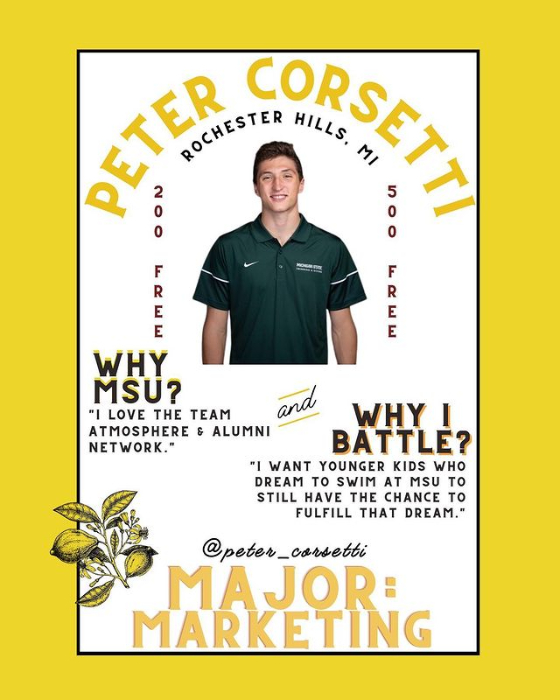 PETER CORSETTI
ROCHESTER HILLS, MI
200 FREE
500 FREE
MICHIGAN STATE
WHY
MSU?
"I LOVE THE TEAM
ATMOSPHERE & ALUMNI
NETWORK."
and
WHY I
BATTLE?
"I WANT YOUNGER KIDS WHO
DREAM TO SWIM AT MSU TO
STILL HAVE THE CHANCE TO
FULFILL THAT DREAM."
@peter_corsetti
MAJOR:
MARKETING